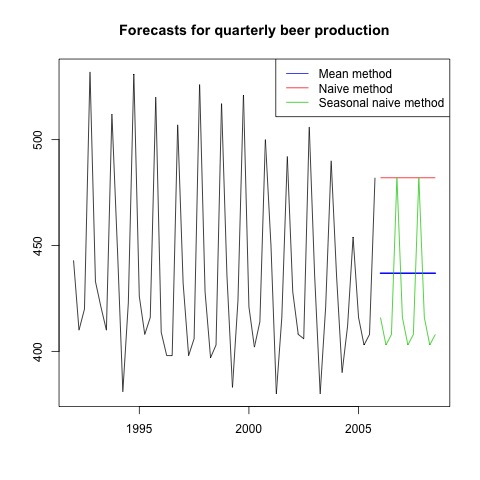 Forecasts for quarterly beer production
Mean method
Naive method
Seasonal naive method
500
450
400
1995
2000
2005